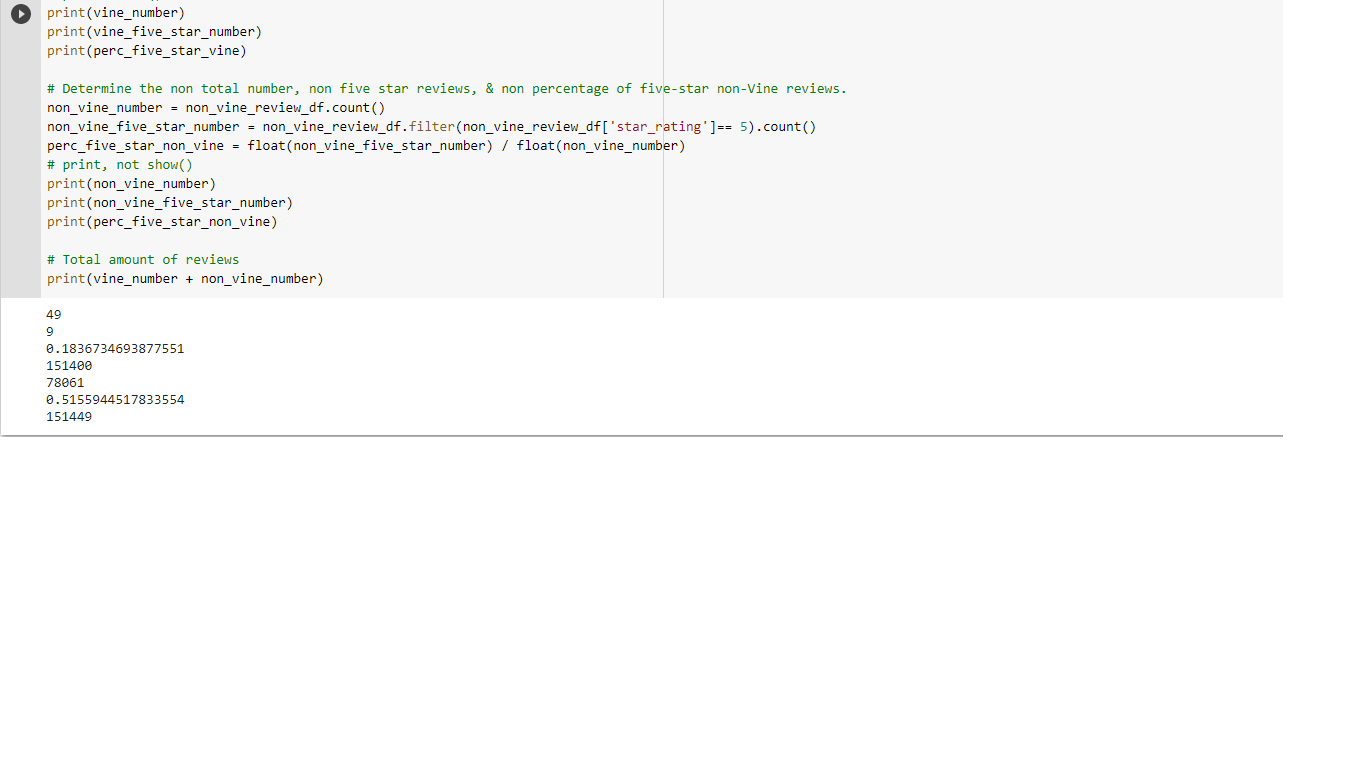 print(vine_number)
print(vine_five_star_number)
print(perc_five_star_vine)
# Determine the non total number, non five star reviews, & non percentage of five-star non-Vine reviews.
non_vine_number = non_vine_review_df.count()
non_vine_five_star_number = non_vine_review_df.filter(non_vine_review_df['star_rating']== 5).count()
perc_five_star_non_vine = float(non_vine_five_star_number) / float(non_vine_number)
# print, not show()
print(non_vine_number)
print(non_vine_five_star_number)
print(perc_five_star_non_vine)
# Total amount of reviews
print(vine_number + non_vine_number)
49
9
0.1836734693877551
151400
78061
0.5155944517833554
151449